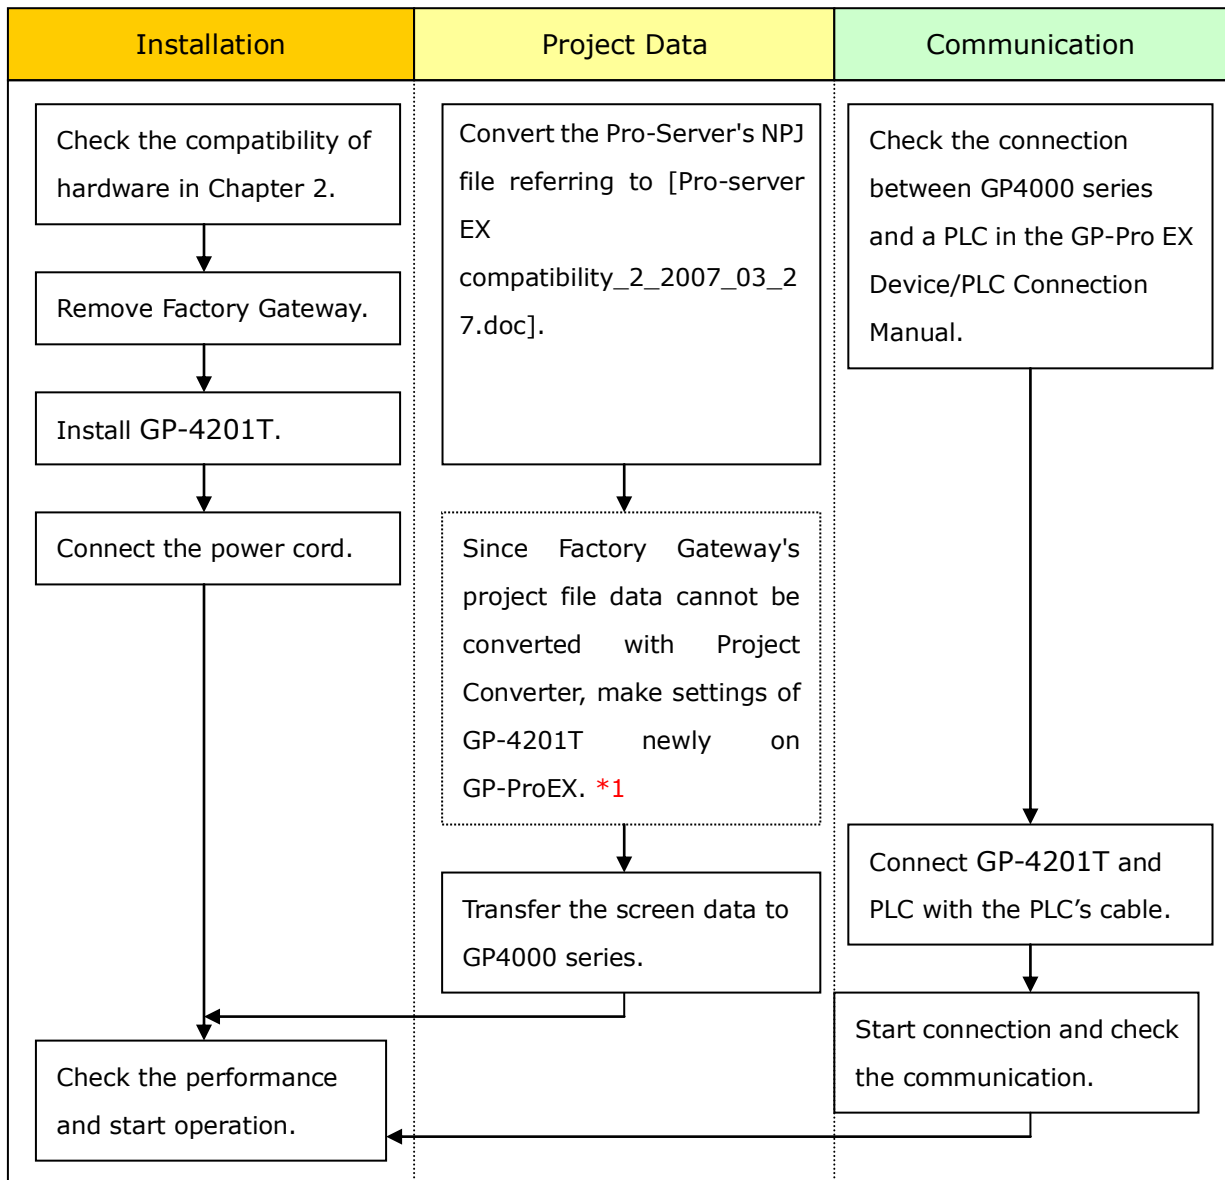 Installation
Project Data
Communication
Check the compatibility of
hardware in Chapter 2.
Remove Factory Gateway.
Install GP-4201T.
Connect the power cord.
Check the performance
and start operation.
Convert the Pro-Server's NPJ
file referring to [Pro-server
EX
compatibility_2_2007_03_2
7.doc].
Since Factory Gateway's
project file data cannot be
converted with Project
Converter, make settings of
GP-4201T newly on
GP-ProEX. *1
Transfer the screen data to
GP4000 series.
Check the connection
between GP4000 series
and a PLC in the GP-Pro EX
Device/PLC Connection
Manual.
Connect GP-4201T and
PLC with the PLC’s cable.
Start connection and check
the communication.